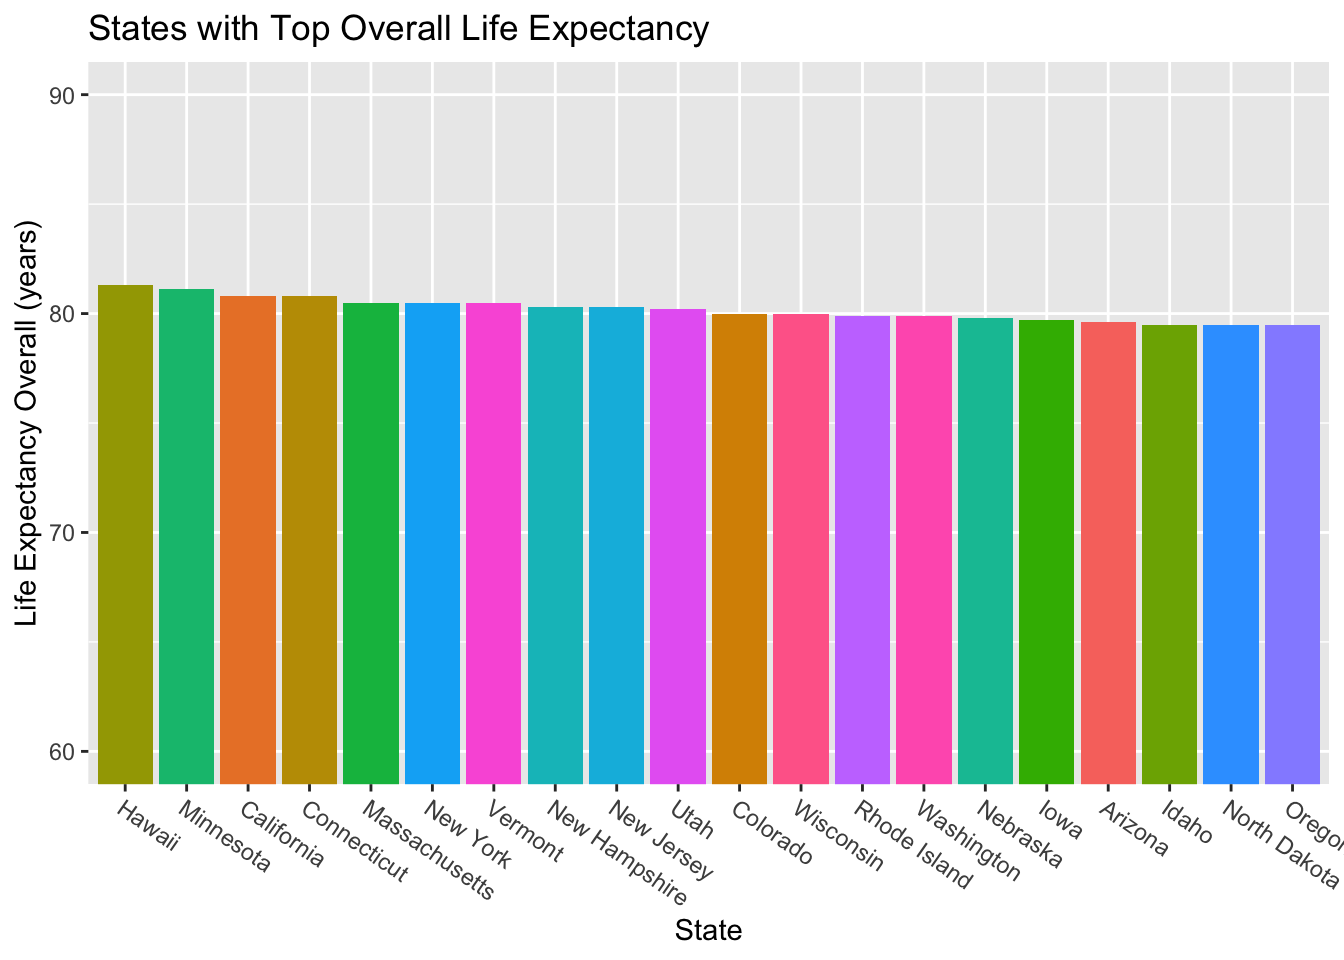 States with Top Overall Life Expectancy
Life Expectancy Overall (years)
90
80
70
60
Hawaii
Minnesota
California
Connecticut
Massachusetts
New York
Vermont
New Hampshire
New Jersey
Utah
Colorado
Wisconsin
Rhode Island
Washington
Nebraska
Iowa
Arizona
Idaho
North Dakota
Oregor
State